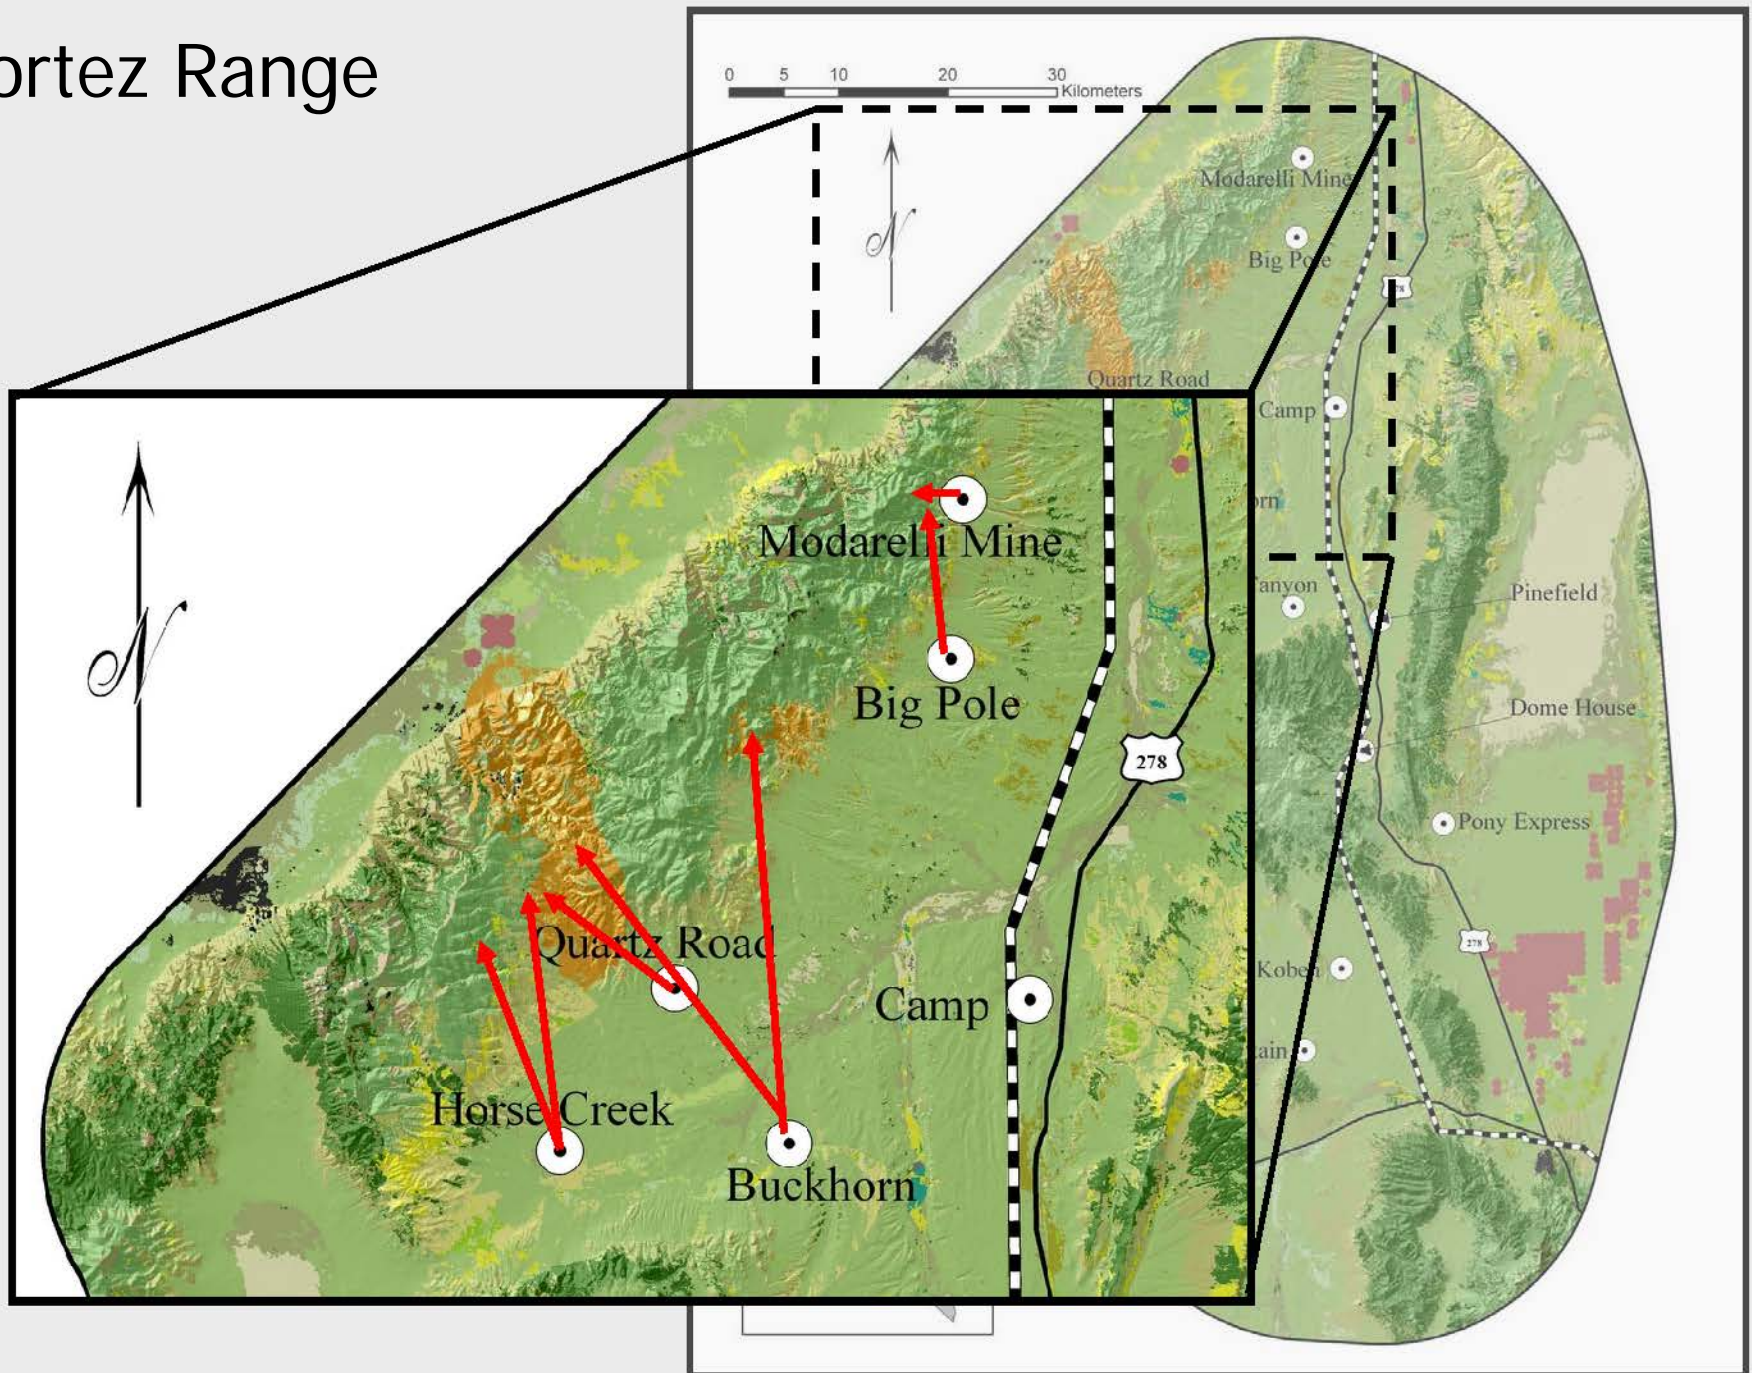 ortez Range
0 5 10 20 30
Kilometers
N
Modarelli Mine
Big Pole
Quartz Road
Camp
orn
anyon
Pinefield
Dome House
Pony Express
278
Kobeh
ain
N
Modarelli Mine
Big Pole
278
Quartz Road
Camp
Horse Creek
Buckhorn